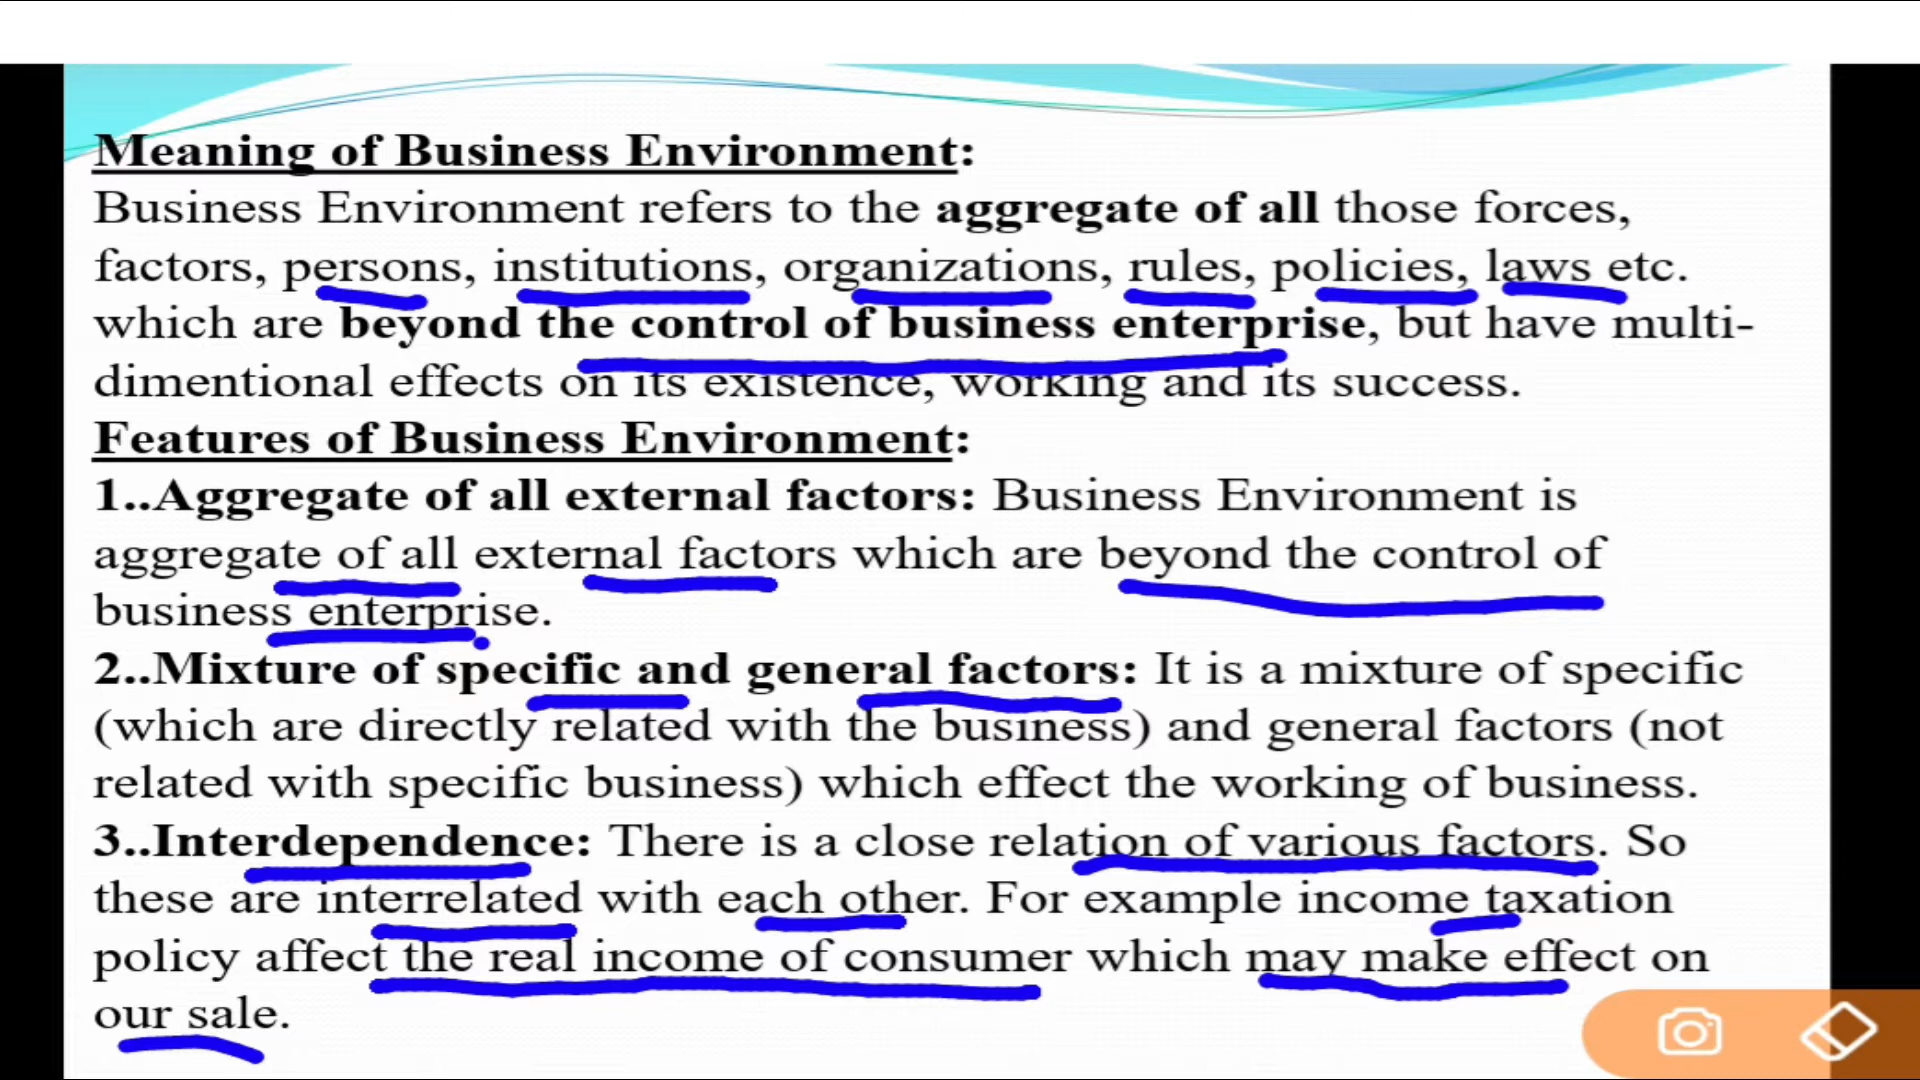 Meaning of Business Environment:
Business Environment refers to the aggregate of all those forces,
factors, persons, institutions, organizations, rules, policies, laws etc.
which are beyond the control of business enterprise, but have multi-
dimentional effects on its existence, working and its success.
Features of Business Environment:
1..Aggregate of all external factors: Business Environment is
aggregate of all external factors which are beyond the control of
business enterprise.
2..Mixture of specific and general factors: It is a mixture of specific
(which are directly related with the business) and general factors (not
related with specific business) which effect the working of business.
3..Interdependence: There is a close relation of various factors. So
these are interrelated with each other. For example income taxation
policy affect the real income of consumer which may make effect on
our sale.